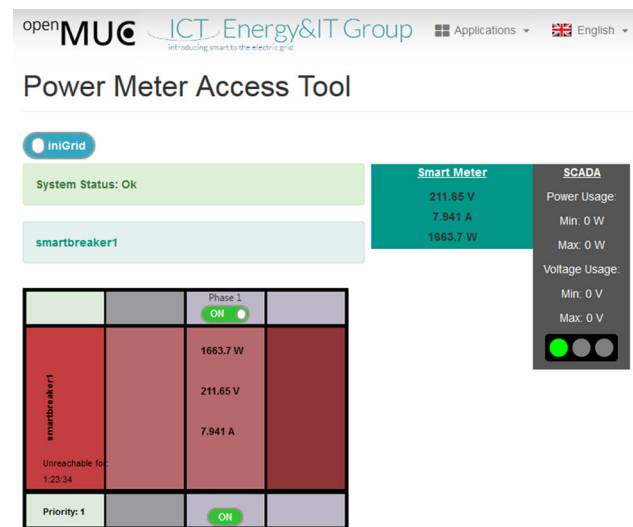 open MUC ICT Energy&IT Group Applications English
introducing smart to the electric grid
Power Meter Access Tool
iniGrid
System Status: Ok
smartbreaker1
Smart Meter
211.65 V
7.941 A
1663.7 W
SCADA
Power Usage:
Min: 0 W
Max: 0 W
Voltage Usage:
Min: 0 V
Max: 0 V
Phase 1
ON
smartbreaker1
1663.7 W
211.65 V
7.941 A
Unreachable for:
1:23:34
Priority: 1
ON